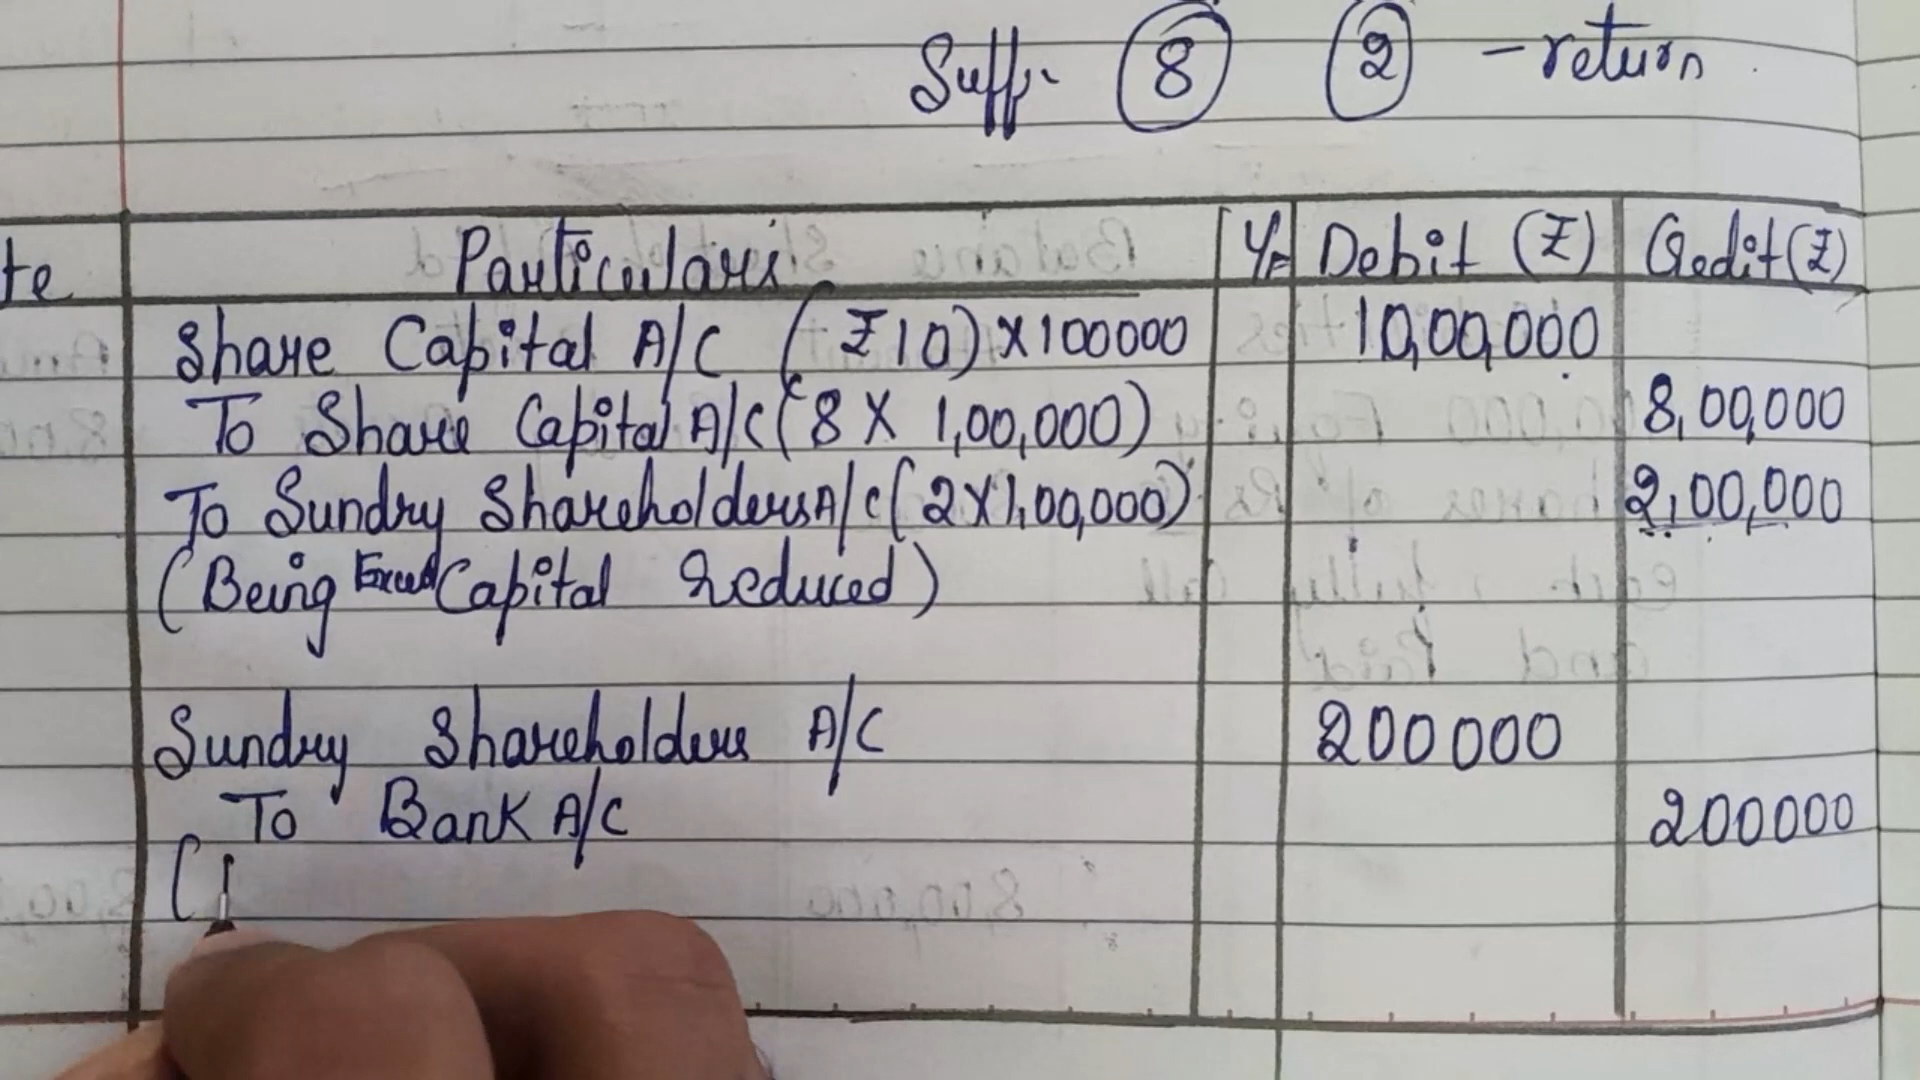 Suff. 8 2 - return
te Particulars L/F Debit (₹) Credit (₹)
Share Capital A/C (₹10) × 100000 10,00,000
To Share Capital A/C (8 X 1,00,000) 8,00,000
To Sundry Shareholders A/C (2 X 1,00,000) 2,00,000
(Being Excess Capital reduced)
Sundry Shareholders A/C 200000
To Bank A/C 200000
(